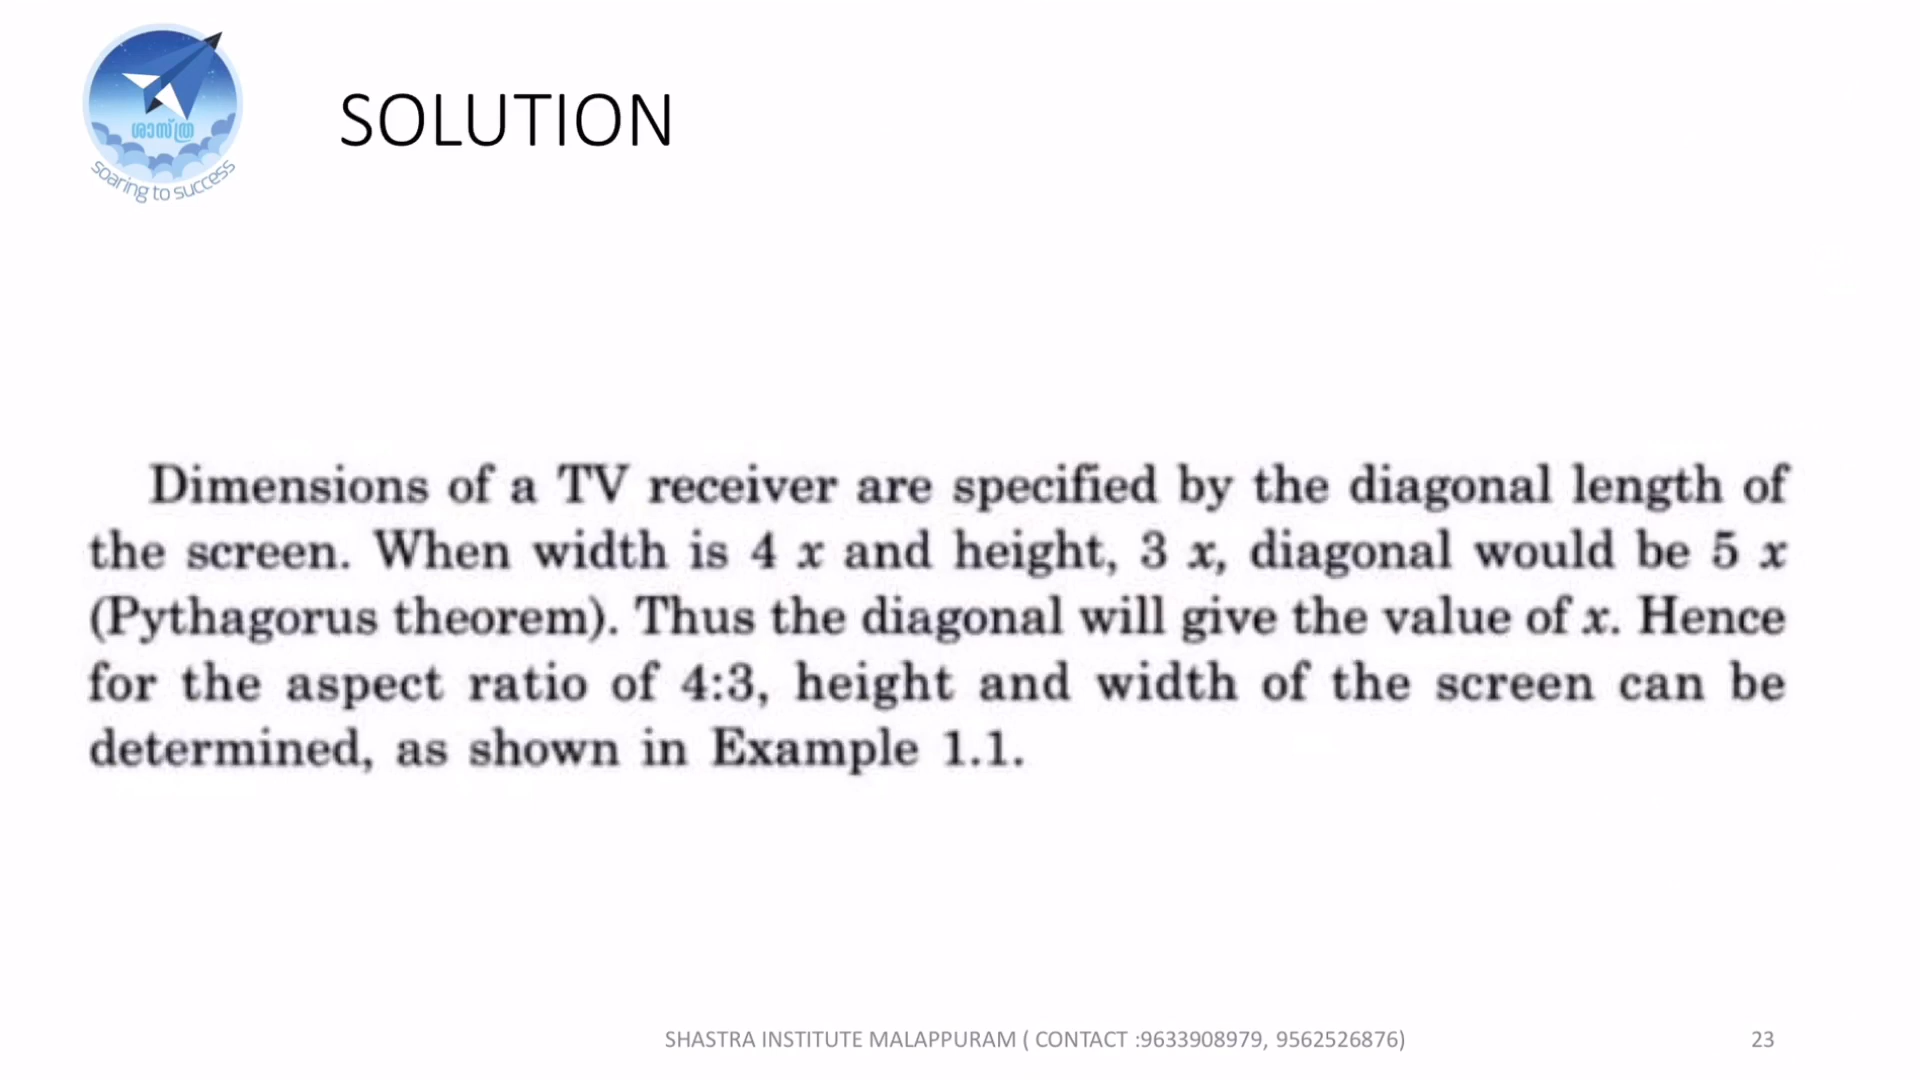 ശാസ്ത്ര
soaring to success
SOLUTION
Dimensions of a TV receiver are specified by the diagonal length of
the screen. When width is 4 x and height, 3 x, diagonal would be 5 x
(Pythagorus theorem). Thus the diagonal will give the value of x. Hence
for the aspect ratio of 4:3, height and width of the screen can be
determined, as shown in Example 1.1.
SHASTRA INSTITUTE MALAPPURAM ( CONTACT :9633908979, 9562526876)
23